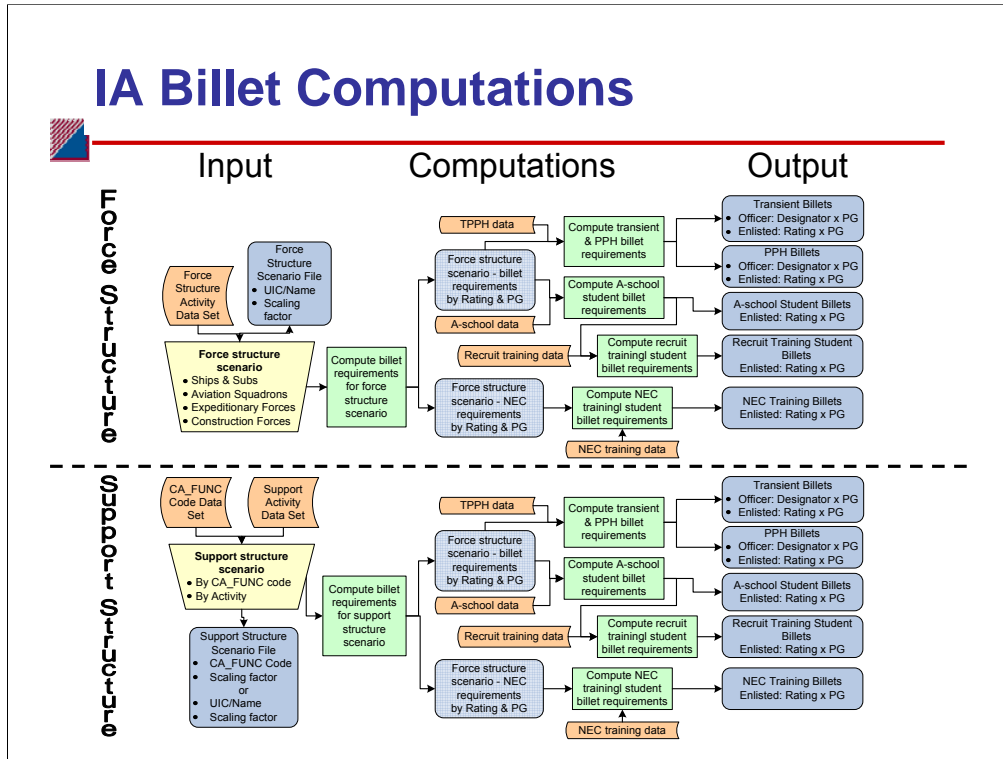 IA Billet Computations
Input
Computations
Output
Force Structure
Force
Structure
Activity
Data Set
Force
Structure
Scenario File
• UIC/Name
• Scaling
factor
Force structure
scenario
• Ships & Subs
• Aviation Squadrons
• Expeditionary Forces
• Construction Forces
Compute billet
requirements
for force
structure
scenario
TPPH data
Force structure
scenario - billet
requirements
by Rating & PG
A-school data
Recruit training data
Force structure
scenario - NEC
requirements
by Rating & PG
Compute transient
& PPH billet
requirements
Compute A-school
student billet
requirements
Compute recruit
trainingl student
billet requirements
Compute NEC
trainingl student
billet requirements
NEC training data
Transient Billets
• Officer: Designator x PG
• Enlisted: Rating x PG
PPH Billets
• Officer: Designator x PG
• Enlisted: Rating x PG
A-school Student Billets
Enlisted: Rating x PG
Recruit Training Student
Billets
Enlisted: Rating x PG
NEC Training Billets
Enlisted: Rating x PG
Support Structure
CA_FUNC
Code Data
Set
Support
Activity
Data Set
Support structure
scenario
• By CA_FUNC code
• By Activity
Support Structure
Scenario File
• CA_FUNC Code
• Scaling factor
or
• UIC/Name
• Scaling factor
Compute billet
requirements
for support
structure
scenario
TPPH data
Force structure
scenario - billet
requirements
by Rating & PG
A-school data
Recruit training data
Force structure
scenario - NEC
requirements
by Rating & PG
Compute transient
& PPH billet
requirements
Compute A-school
student billet
requirements
Compute recruit
trainingl student
billet requirements
Compute NEC
trainingl student
billet requirements
NEC training data
Transient Billets
• Officer: Designator x PG
• Enlisted: Rating x PG
PPH Billets
• Officer: Designator x PG
• Enlisted: Rating x PG
A-school Student Billets
Enlisted: Rating x PG
Recruit Training Student
Billets
Enlisted: Rating x PG
NEC Training Billets
Enlisted: Rating x PG